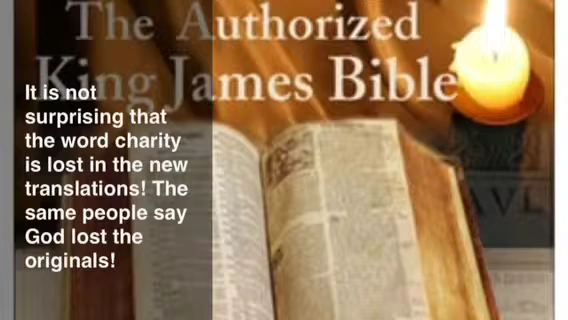 The Authorized
King James Bible
It is not
surprising that
the word charity
is lost in the new
translations! The
same people say
God lost the
originals!